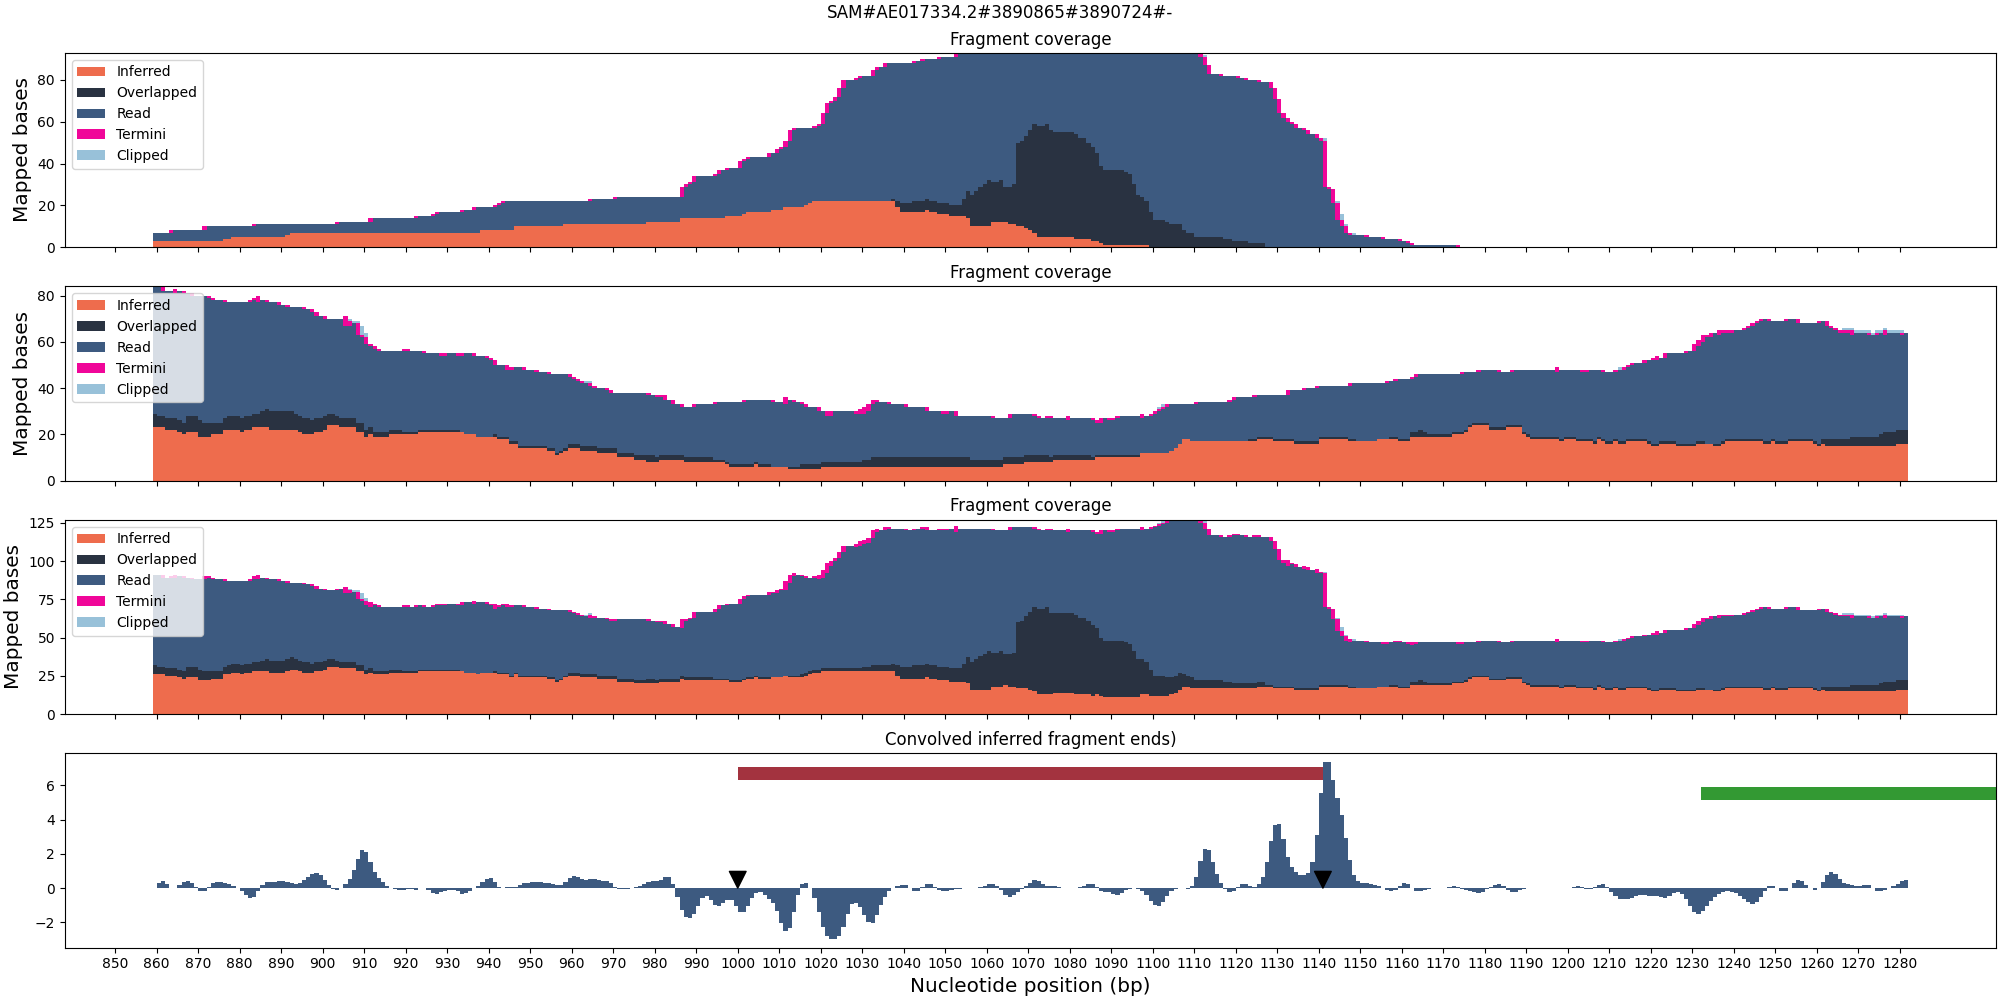 SAM#AE017334.2#3890865#3890724#-
Fragment coverage
Mapped bases
80
60
40
20
0
Inferred
Overlapped
Read
Termini
Clipped
Fragment coverage
Mapped bases
80
60
40
20
0
Inferred
Overlapped
Read
Termini
Clipped
Fragment coverage
Mapped bases
125
100
75
50
25
0
Inferred
Overlapped
Read
Termini
Clipped
Convolved inferred fragment ends)
6
4
2
0
−2
850 860 870 880 890 900 910 920 930 940 950 960 970 980 990 1000 1010 1020 1030 1040 1050 1060 1070 1080 1090 1100 1110 1120 1130 1140 1150 1160 1170 1180 1190 1200 1210 1220 1230 1240 1250 1260 1270 1280
Nucleotide position (bp)